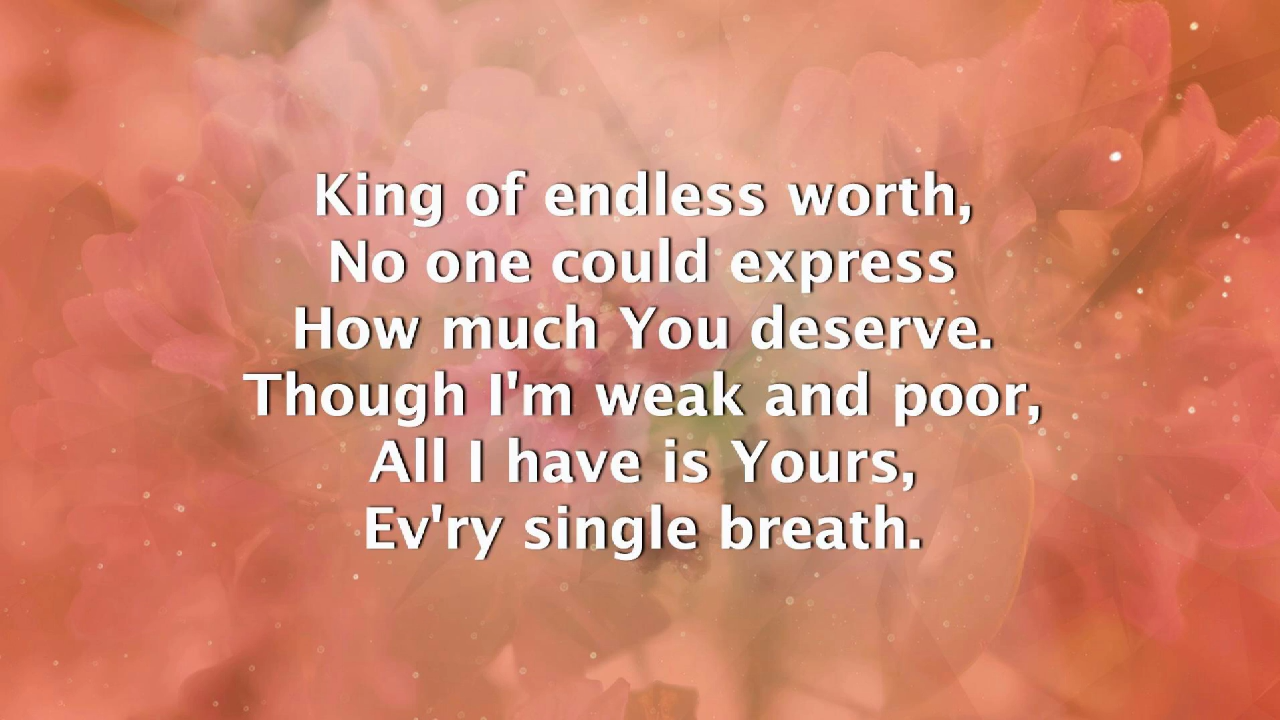 King of endless worth,
No one could express
How much You deserve.
Though I'm weak and poor,
All I have is Yours,
Ev'ry single breath.